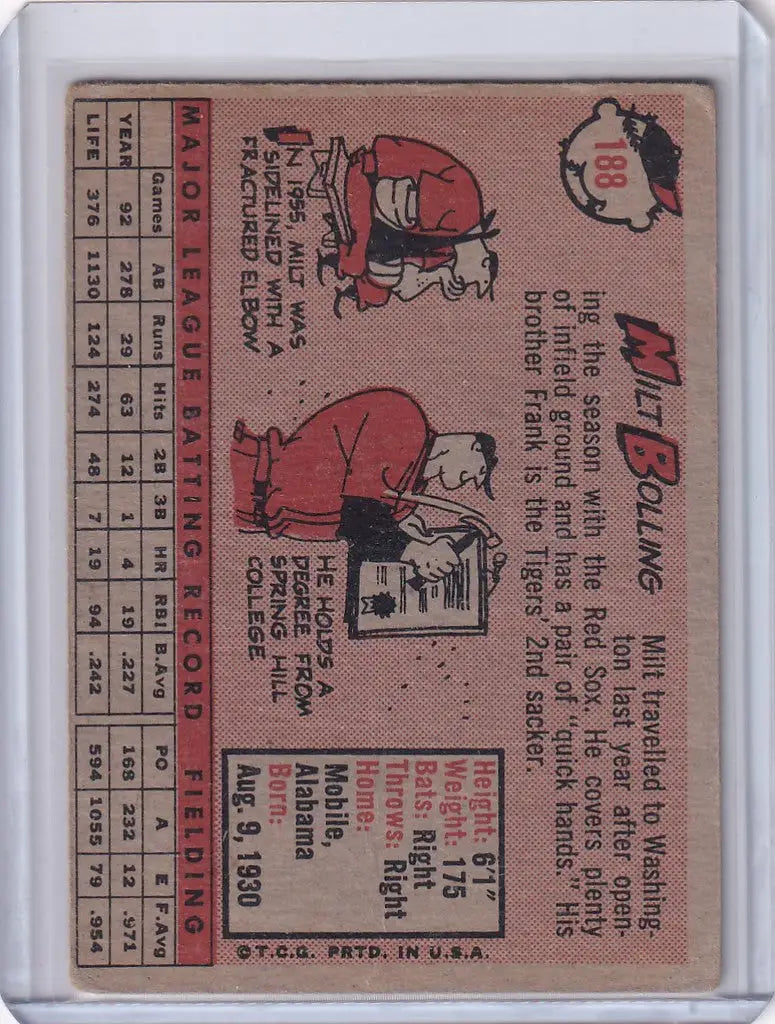 188
MILT BOLLING
Milt travelled to Washing-
ton last year after open-
ing the season with the Red Sox. He covers plenty
of infield ground and has a pair of "quick hands." His
brother Frank is the Tigers' 2nd sacker.
IN 1955, MILT WAS
SIDELINED WITH A
FRACTURED ELBOW
HE HOLDS A
DEGREE FROM
SPRING HILL
COLLEGE
Height: 6'1"
Weight: 175
Bats: Right
Throws: Right
Home:
Mobile,
Alabama
Born:
Aug. 9, 1930
©T.C.G. PRTD. IN U.S.A.
MAJOR LEAGUE BATTING RECORD FIELDING
Games AB Runs Hits 2B 3B HR RBI B.Avg PO A E F.Avg
YEAR 92 278 29 63 12 1 4 19 .227 168 232 12 .971
LIFE 376 1130 124 274 48 7 19 94 .242 594 1055 79 .954